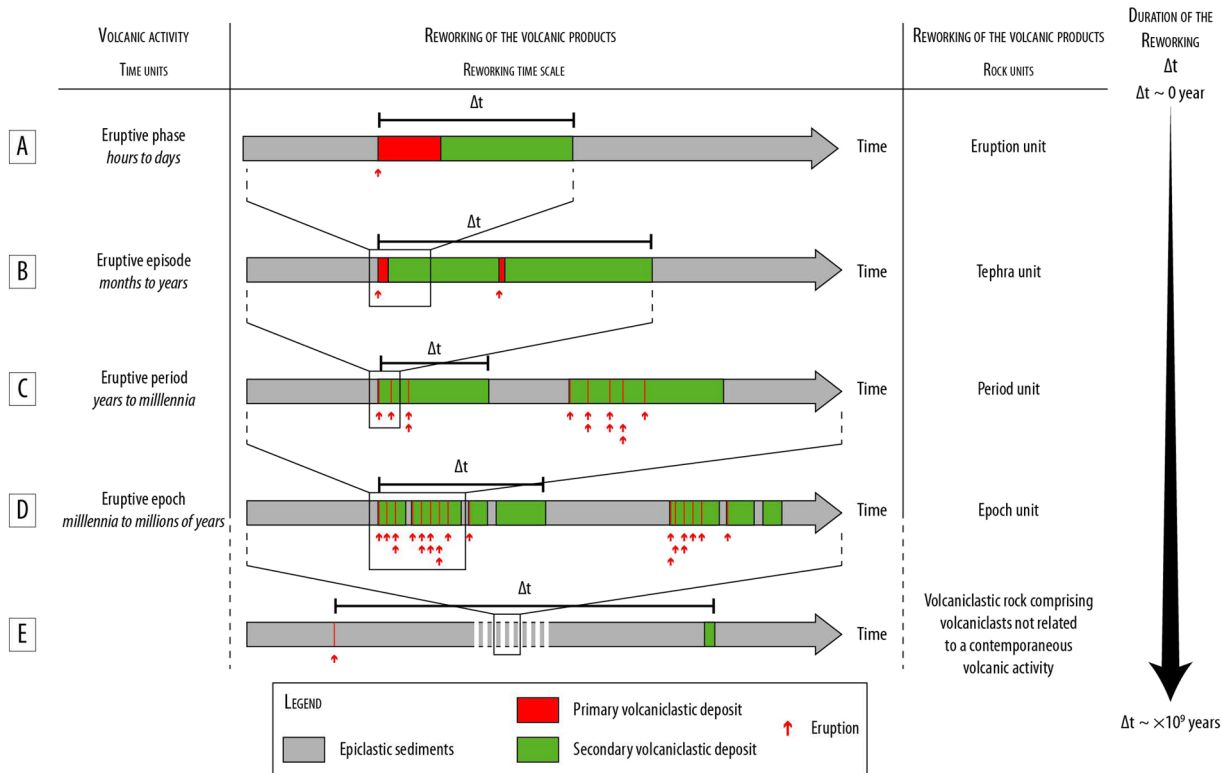 VOLCANIC ACTIVITY
TIME UNITS
REWORKING OF THE VOLCANIC PRODUCTS
REWORKING TIME SCALE
REWORKING OF THE VOLCANIC PRODUCTS
ROCK UNITS
DURATION OF THE
REWORKING
Δt
Δt ~ 0 year
A
Eruptive phase
hours to days
Δt
Time
Eruption unit
B
Eruptive episode
months to years
Δt
Time
Tephra unit
C
Eruptive period
years to milllennia
Δt
Time
Period unit
D
Eruptive epoch
milllennia to millions of years
Δt
Time
Epoch unit
E
Δt
Time
Volcaniclastic rock comprising
volcaniclasts not related
to a contemporaneous
volcanic activity
Δt ~ ×10⁹ years
LEGEND
Epiclastic sediments
Primary volcaniclastic deposit
Secondary volcaniclastic deposit
Eruption